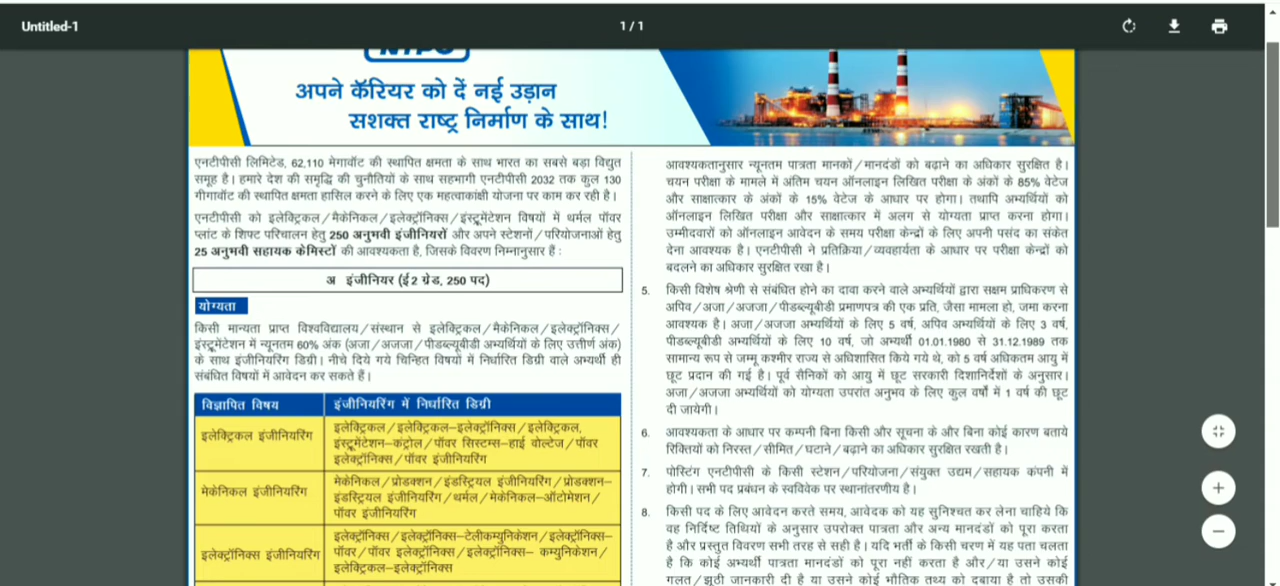 Untitled-1
1 / 1
अपने कॅरियर को दें नई उड़ान
सशक्त राष्ट्र निर्माण के साथ!
एनटीपीसी लिमिटेड, 62,110 मेगावॉट की स्थापित क्षमता के साथ भारत का सबसे बड़ा विद्युत
समूह है। हमारे देश की समृद्धि की चुनौतियों के साथ सहभागी एनटीपीसी 2032 तक कुल 130
गीगावॉट की स्थापित क्षमता हासिल करने के लिए एक महत्वाकांक्षी योजना पर काम कर रही है।
एनटीपीसी को इलेक्ट्रिकल/मैकेनिकल/इलेक्ट्रॉनिक्स/इंस्ट्रूमेंटेशन विषयों में थर्मल पॉवर
प्लांट के शिफ्ट परिचालन हेतु 250 अनुभवी इंजीनियरों और अपने स्टेशनों/परियोजनाओं हेतु
25 अनुभवी सहायक केमिस्टों की आवश्यकता है, जिसके विवरण निम्नानुसार हैं :
अ इंजीनियर (ई 2 ग्रेड, 250 पद)
योग्यता
किसी मान्यता प्राप्त विश्वविद्यालय/संस्थान से इलेक्ट्रिकल/मैकेनिकल/इलेक्ट्रॉनिक्स/
इंस्ट्रूमेंटेशन में न्यूनतम 60% अंक (अजा/अजजा/पीडब्ल्यूबीडी अभ्यर्थियों के लिए उत्तीर्ण अंक)
के साथ इंजीनियरिंग डिग्री। नीचे दिये गये चिन्हित विषयों में निर्धारित डिग्री वाले अभ्यर्थी ही
संबंधित विषयों में आवेदन कर सकते हैं।
विज्ञापित विषय इंजीनियरिंग में निर्धारित डिग्री
इलेक्ट्रिकल इंजीनियरिंग
इलेक्ट्रिकल/इलेक्ट्रिकल–इलेक्ट्रॉनिक्स/इलेक्ट्रिकल,
इंस्ट्रूमेंटेशन–कंट्रोल/पॉवर सिस्टम्स–हाई वोल्टेज/पॉवर
इलेक्ट्रॉनिक्स/पॉवर इंजीनियरिंग
मेकेनिकल इंजीनियरिंग
मेकेनिकल/प्रोडक्शन/इंडस्ट्रियल इंजीनियरिंग/प्रोडक्शन–
इंडस्ट्रियल इंजीनियरिंग/थर्मल/मेकेनिकल–ऑटोमेशन/
पॉवर इंजीनियरिंग
इलेक्ट्रॉनिक्स इंजीनियरिंग
इलेक्ट्रॉनिक्स/इलेक्ट्रॉनिक्स–टेलीकम्युनिकेशन/इलेक्ट्रॉनिक्स–
पॉवर/पॉवर इलेक्ट्रॉनिक्स/इलेक्ट्रॉनिक्स– कम्युनिकेशन/
इलेक्ट्रिकल–इलेक्ट्रॉनिक्स
आवश्यकतानुसार न्यूनतम पात्रता मानकों/मानदंडों को बढ़ाने का अधिकार सुरक्षित है।
चयन परीक्षा के मामले में अंतिम चयन ऑनलाइन लिखित परीक्षा के अंकों के 85% वेटेज
और साक्षात्कार के अंकों के 15% वेटेज के आधार पर होगा। तथापि अभ्यर्थियों को
ऑनलाइन लिखित परीक्षा और साक्षात्कार में अलग से योग्यता प्राप्त करना होगा।
उम्मीदवारों को ऑनलाइन आवेदन के समय परीक्षा केन्द्रों के लिए अपनी पसंद का संकेत
देना आवश्यक है। एनटीपीसी ने प्रतिक्रिया/व्यवहार्यता के आधार पर परीक्षा केन्द्रों को
बदलने का अधिकार सुरक्षित रखा है।
5. किसी विशेष श्रेणी से संबंधित होने का दावा करने वाले अभ्यर्थियों द्वारा सक्षम प्राधिकरण से
अपिव/अजा/अजजा/पीडब्ल्यूबीडी प्रमाणपत्र की एक प्रति, जैसा मामला हो, जमा करना
आवश्यक है। अजा/अजजा अभ्यर्थियों के लिए 5 वर्ष, अपिव अभ्यर्थियों के लिए 3 वर्ष,
पीडब्ल्यूबीडी अभ्यर्थियों के लिए 10 वर्ष, जो अभ्यर्थी 01.01.1980 से 31.12.1989 तक
सामान्य रूप से जम्मू कश्मीर राज्य से अधिशासित किये गये थे, को 5 वर्ष अधिकतम आयु में
छूट प्रदान की गई है। पूर्व सैनिकों को आयु में छूट सरकारी दिशानिर्देशों के अनुसार।
अजा/अजजा अभ्यर्थियों को योग्यता उपरांत अनुभव के लिए कुल वर्षों में 1 वर्ष की छूट
दी जायेगी।
6. आवश्यकता के आधार पर कम्पनी बिना किसी और सूचना के और बिना कोई कारण बताये
रिक्तियों को निरस्त/सीमित/घटाने/बढ़ाने का अधिकार सुरक्षित रखती है।
7. पोस्टिंग एनटीपीसी के किसी स्टेशन/परियोजना/संयुक्त उद्यम/सहायक कंपनी में
होगी। सभी पद प्रबंधन के स्वविवेक पर स्थानांतरणीय है।
8. किसी पद के लिए आवेदन करते समय, आवेदक को यह सुनिश्चत कर लेना चाहिये कि
वह निर्दिष्ट तिथियों के अनुसार उपरोक्त पात्रता और अन्य मानदंडों को पूरा करता
है और प्रस्तुत विवरण सभी तरह से सही है। यदि भर्ती के किसी चरण में यह पता चलता
है कि कोई अभ्यर्थी पात्रता मानदंडों को पूरा नहीं करता है और/या उसने कोई
गलत/झूठी जानकारी दी है या उसने कोई भौतिक तथ्य को दबाया है तो उसकी